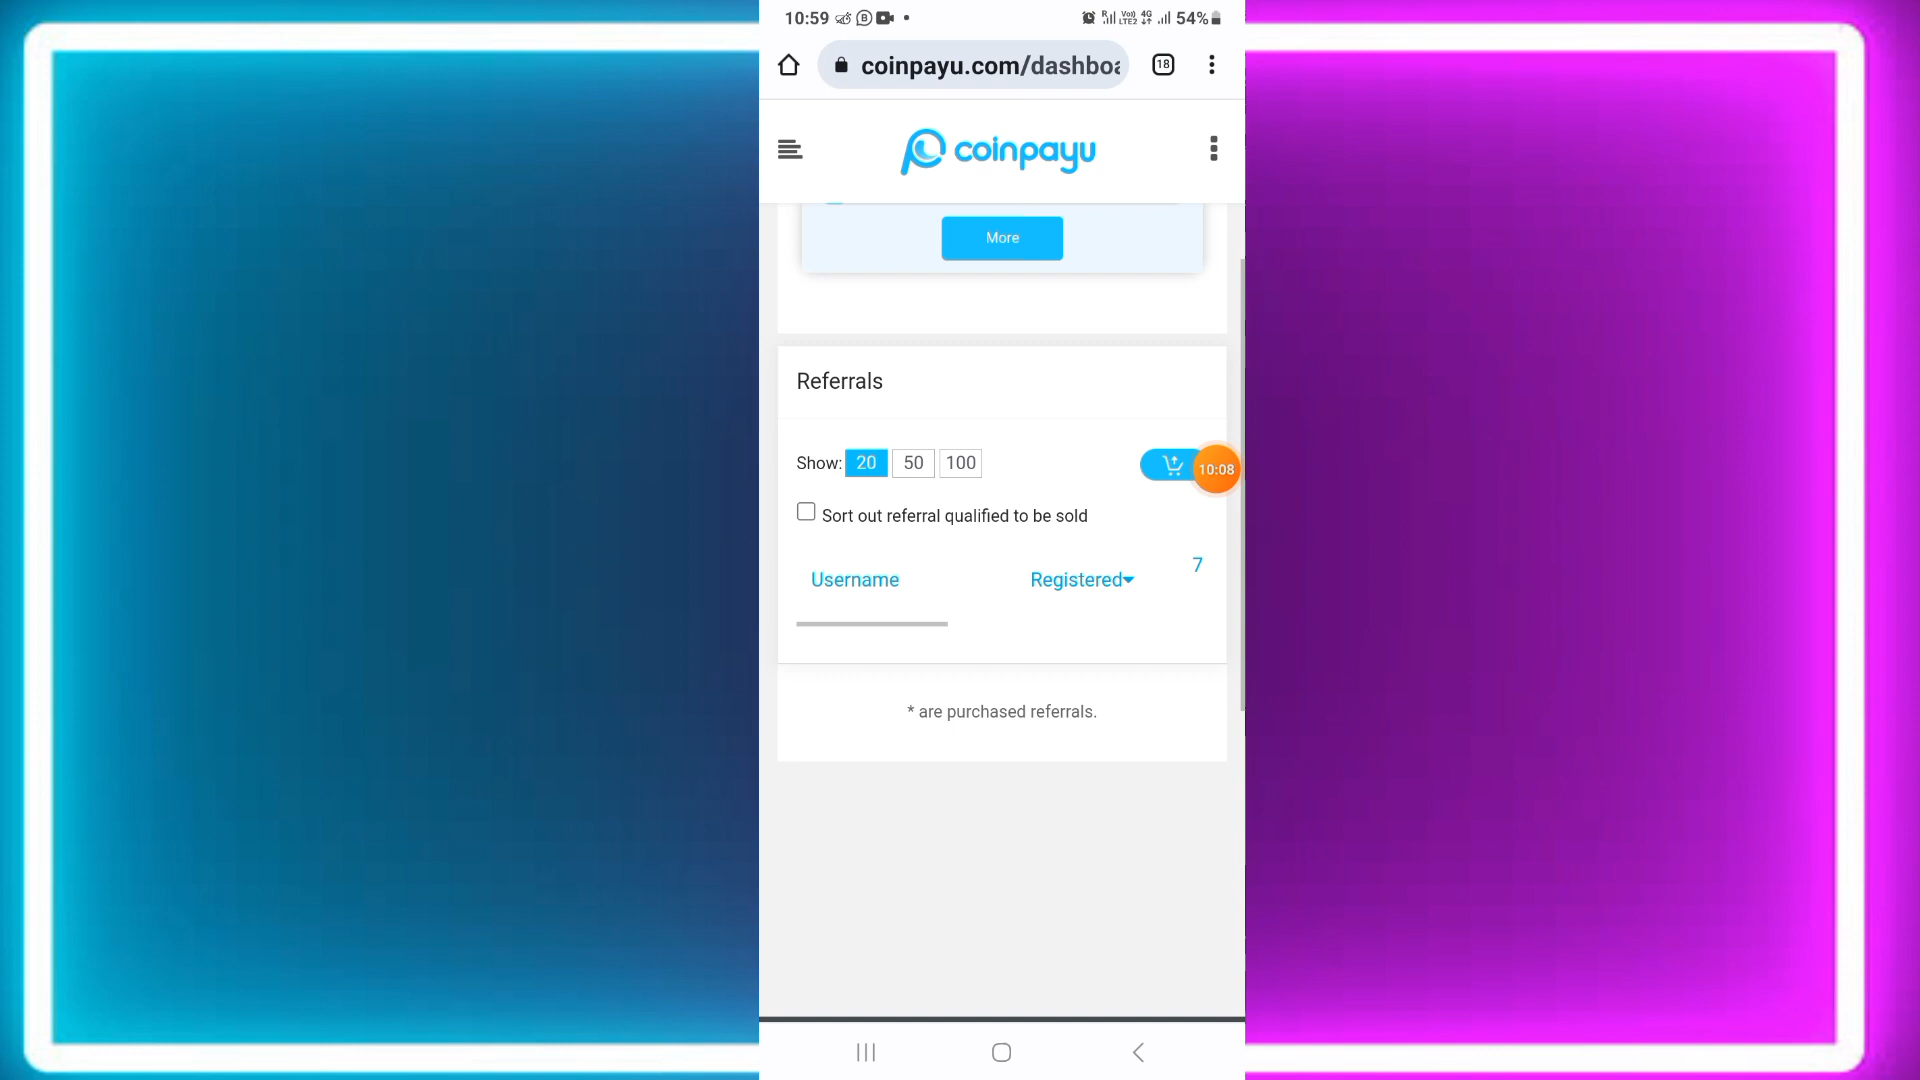 10:59
54%
coinpayu.com/dashboa
18
coinpayu
More
Referrals
Show: 20 50 100
10:08
Sort out referral qualified to be sold
7
Username Registered
* are purchased referrals.